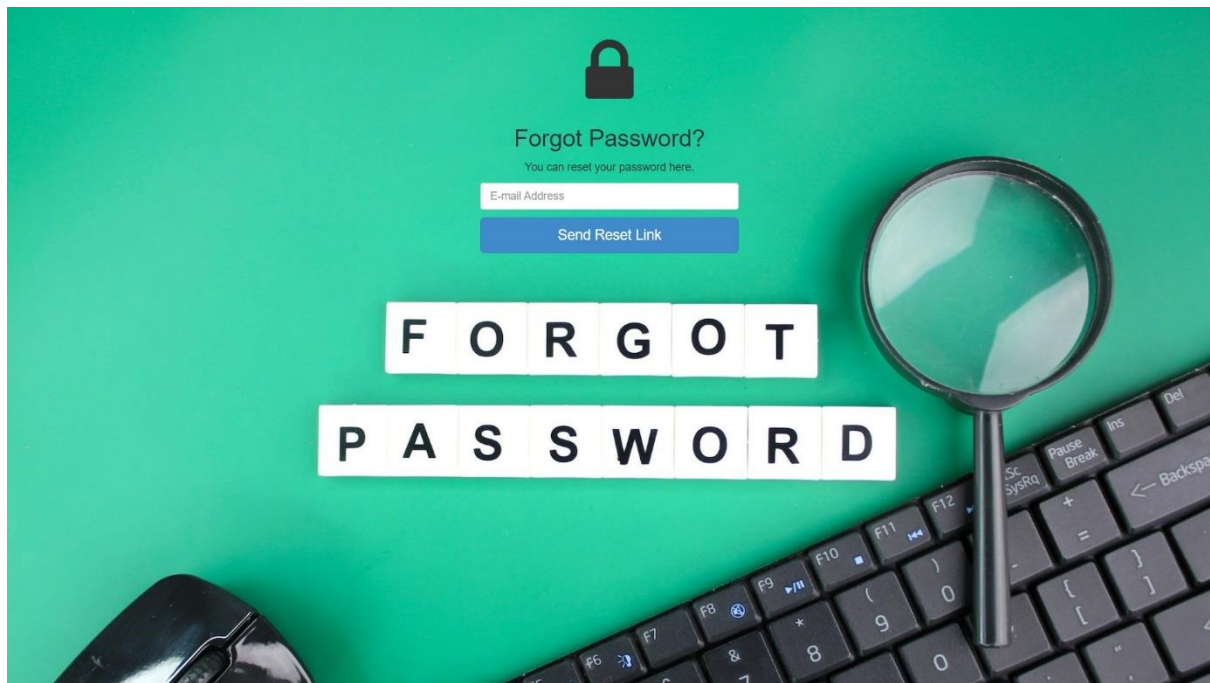 Forgot Password?
You can reset your password here.
E-mail Address
Send Reset Link
FORGOT
PASSWORD
Del
Ins
Pause
Break
SysRq
Backspa
F12
F11
F10
F9
F8
F7
F6
+
=
)
0
(
9
*
8
&
7
}
]
{
[
0